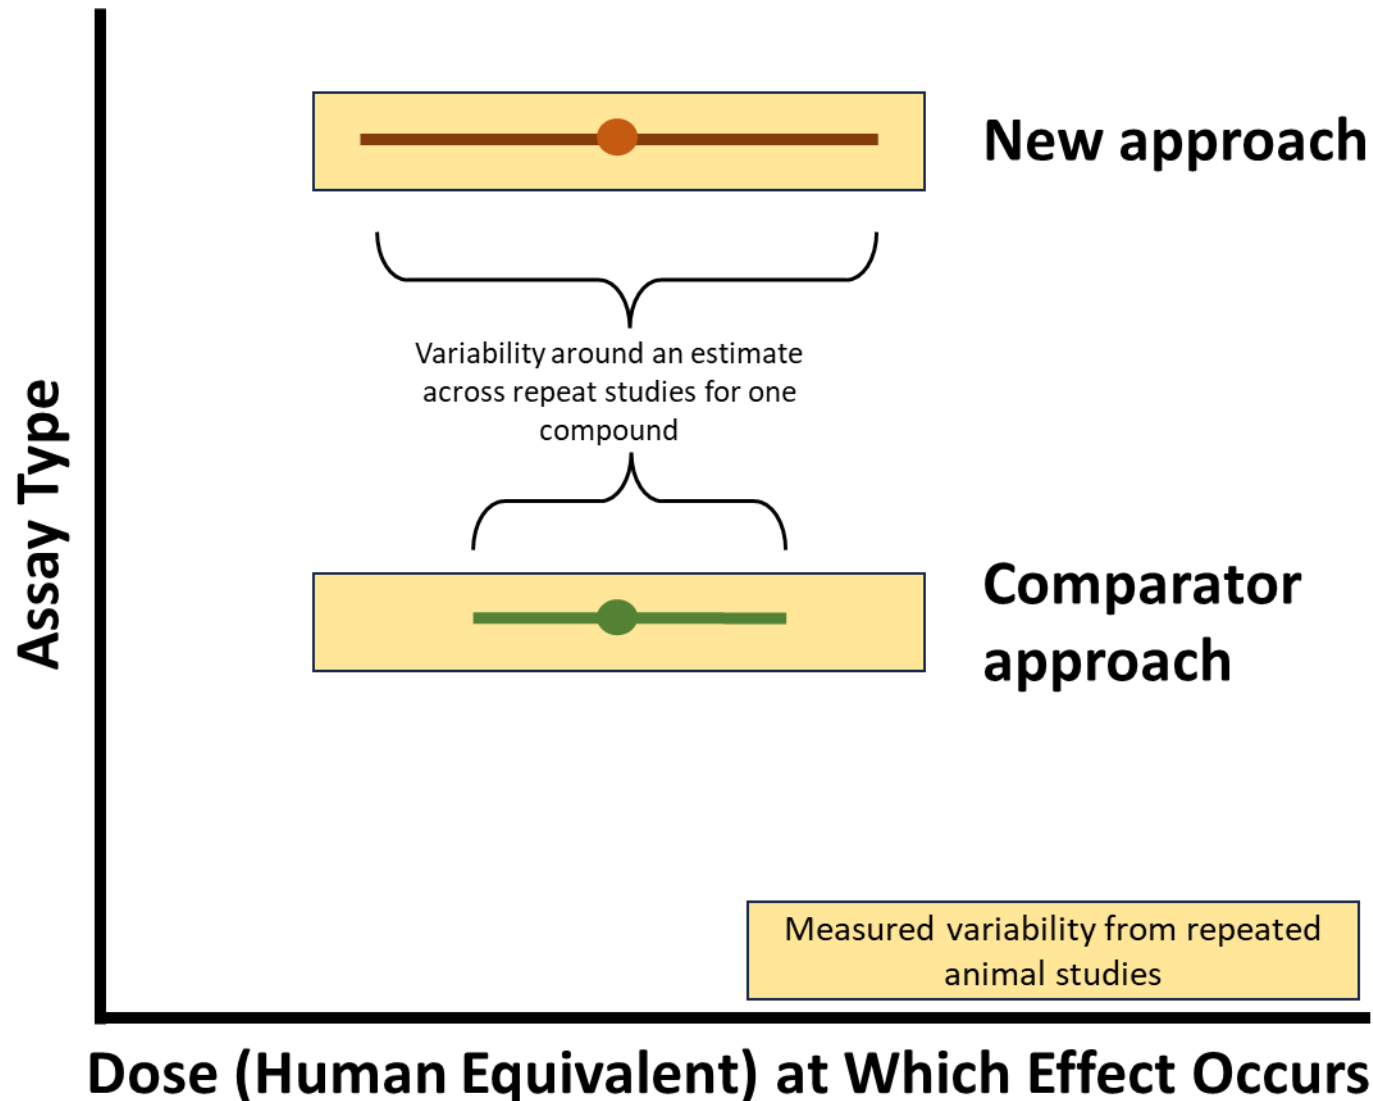 New approach
Variability around an estimate
across repeat studies for one
compound
Comparator
approach
Assay Type
Measured variability from repeated
animal studies
Dose (Human Equivalent) at Which Effect Occurs